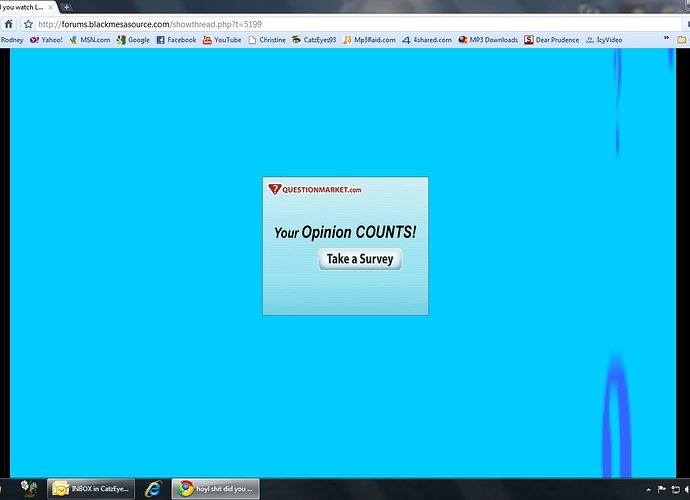 d you watch L...
http://forums.blackmesasource.com/showthread.php?t=5199
Rodney Yahoo! MSN.com Google Facebook YouTube Christine CatzEyes93 Mp3Raid.com 4shared.com MP3 Downloads Dear Prudence IcyVideo »
QUESTIONMARKET.com
Your Opinion COUNTS!
Take a Survey
INBOX in CatzEye... hoyl shit did you ...